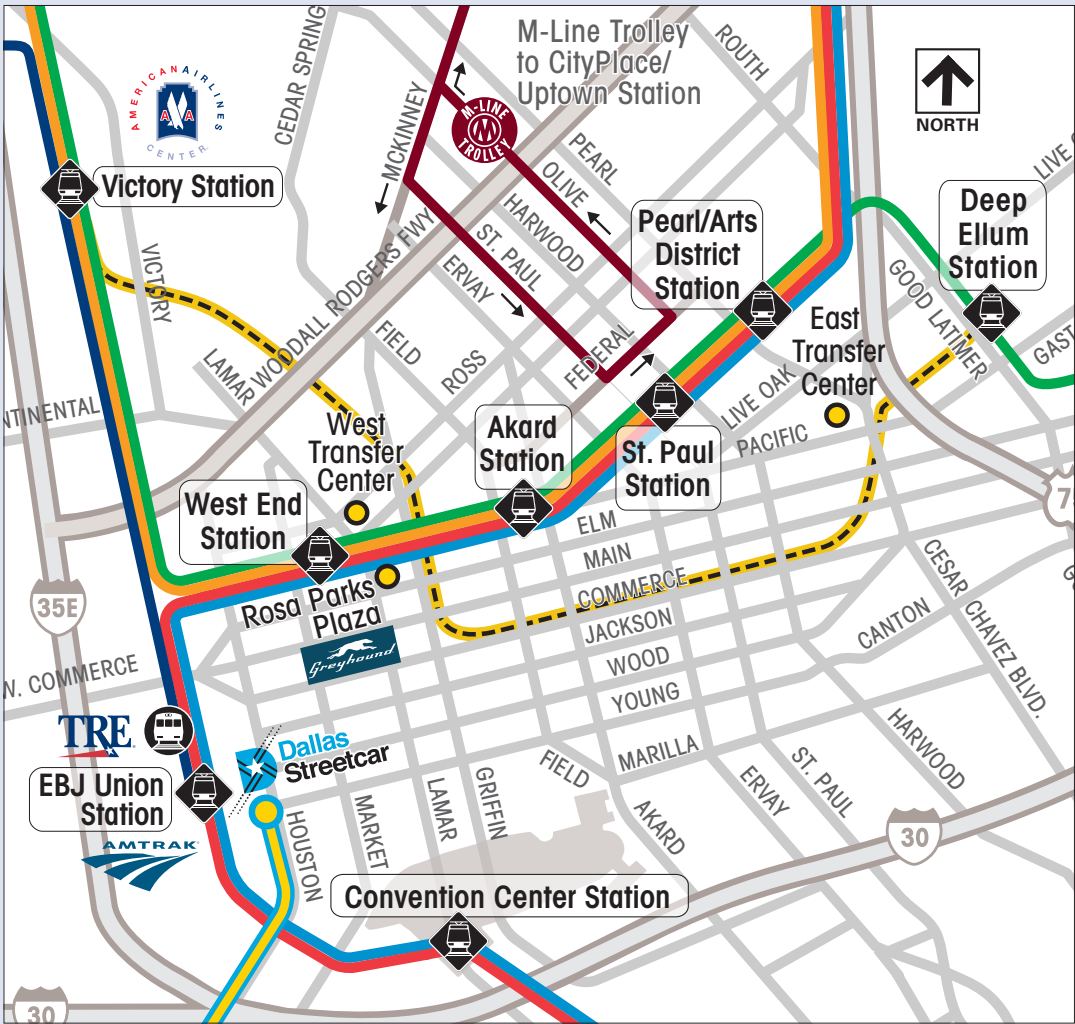 M-Line Trolley
to CityPlace/
Uptown Station
NORTH
AMERICAN AIRLINES
CENTER
AA
CEDAR SPRING
ROUTH
MCKINNEY
M-LINE
M
TROLLEY
PEARL
OLIVE
HARWOOD
ST. PAUL
ERVAY
LIVE O
Victory Station
Pearl/Arts
District
Station
Deep
Ellum
Station
VICTORY
WOODALL RODGERS FWY
GOOD LATIMER
GAST
LAMAR
FIELD
ROSS
FEDERAL
East
Transfer
Center
LIVE OAK
NTINENTAL
West
Transfer
Center
Akard
Station
St. Paul
Station
PACIFIC
West End
Station
7
ELM
MAIN
COMMERCE
JACKSON
WOOD
YOUNG
CESAR CHAVEZ BLVD.
G
35E
Rosa Parks
Plaza
Greyhound
CANTON
W. COMMERCE
TRE
Dallas
Streetcar
MARILLA
FIELD
HARWOOD
ST. PAUL
ERVAY
EBJ Union
Station
AMTRAK
HOUSTON
MARKET
LAMAR
GRIFFIN
AKARD
30
Convention Center Station
30